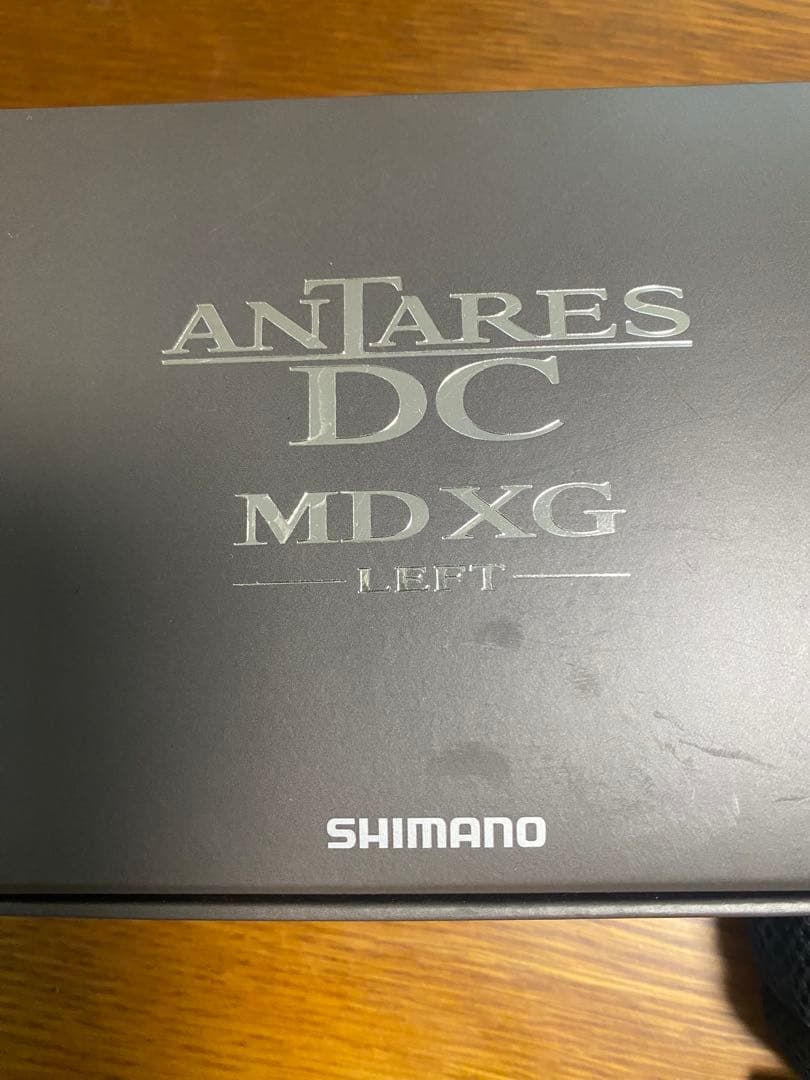 ANTARES
DC
MD XG
LEFT
SHIMANO